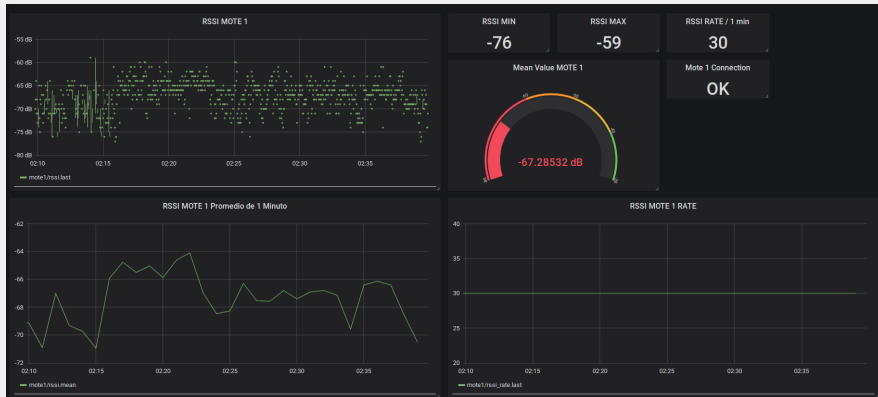 RSSI MOTE 1
-55 dB
-60 dB
-65 dB
-70 dB
-75 dB
-80 dB
02:10 02:15 02:20 02:25 02:30 02:35
mote1/rssi.last
RSSI MIN
-76
RSSI MAX
-59
RSSI RATE / 1 min
30
Mean Value MOTE 1
-67.28532 dB
Mote 1 Connection
OK
RSSI MOTE 1 Promedio de 1 Minuto
-62
-64
-66
-68
-70
-72
02:10 02:15 02:20 02:25 02:30 02:35
mote1/rssi.mean
RSSI MOTE 1 RATE
40
35
30
25
20
02:10 02:15 02:20 02:25 02:30 02:35
mote1/rssi_rate.last